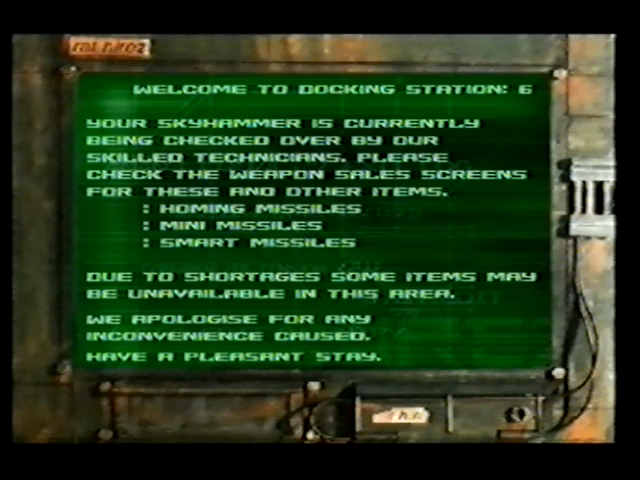 WELCOME TO DOCKING STATION: 6
YOUR SKYHAMMER IS CURRENTLY
BEING CHECKED OVER BY OUR
SKILLED TECHNICIANS. PLEASE
CHECK THE WEAPON SALES SCREENS
FOR THESE AND OTHER ITEMS.
: HOMING MISSILES
: MINI MISSILES
: SMART MISSILES
DUE TO SHORTAGES SOME ITEMS MAY
BE UNAVAILABLE IN THIS AREA.
WE APOLOGISE FOR ANY
INCONVENIENCE CAUSED.
HAVE A PLEASANT STAY.